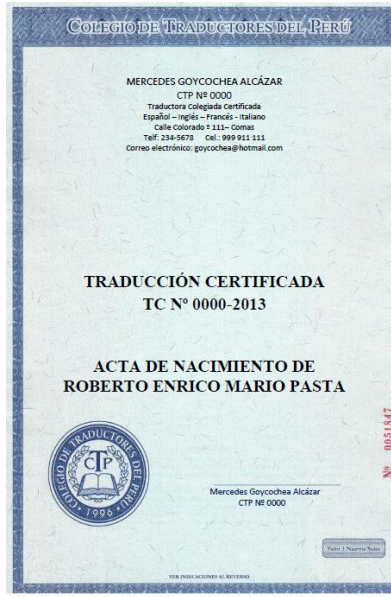 COLEGIO DE TRADUCTORES DEL PERÚ
MERCEDES GOYCOCHEA ALCÁZAR
CTP Nº 0000
Traductora Colegiada Certificada
Español – Inglés – Francés - Italiano
Calle Colorado # 111– Comas
Telf: 234-5678 Cel.: 999 911 111
Correo electrónico: goycochea@hotmail.com
TRADUCCIÓN CERTIFICADA
TC Nº 0000-2013
ACTA DE NACIMIENTO DE
ROBERTO ENRICO MARIO PASTA
Nº 0051847
COLEGIO DE TRADUCTORES DEL PERU
CTP
• 1996 •
Mercedes Goycochea Alcázar
CTP Nº 0000
Valor 3 Nuevos Soles
VER INDICACIONES AL REVERSO